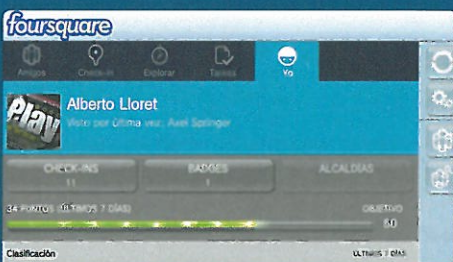 foursquare
Amigos Check-in Explorar Tareas Yo
play
Alberto Lloret
Visto por última vez: Axel Springer
CHECK-INS BADGES ALCALDÍAS
11 1
34 PUNTOS (ÚLTIMOS 7 DÍAS) OBJETIVO
50
Clasificación ÚLTIMOS 7 DÍAS